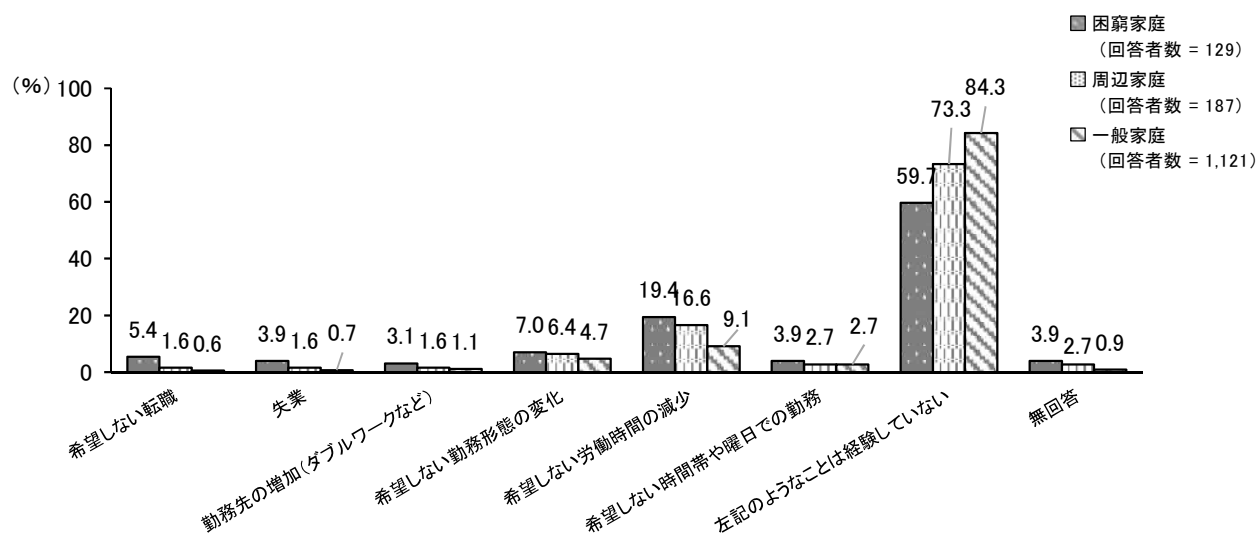 困窮家庭
（回答者数 = 129）
周辺家庭
（回答者数 = 187）
一般家庭
（回答者数 = 1,121）
（%）
100
80
60
40
20
0
5.4 1.6 0.6
3.9 1.6 0.7
3.1 1.6 1.1
7.0 6.4 4.7
19.4 16.6 9.1
3.9 2.7 2.7
59.7 73.3 84.3
3.9 2.7 0.9
希望しない転職
失業
勤務先の増加（ダブルワークなど）
希望しない勤務形態の変化
希望しない労働時間の減少
希望しない時間帯や曜日での勤務
左記のようなことは経験していない
無回答